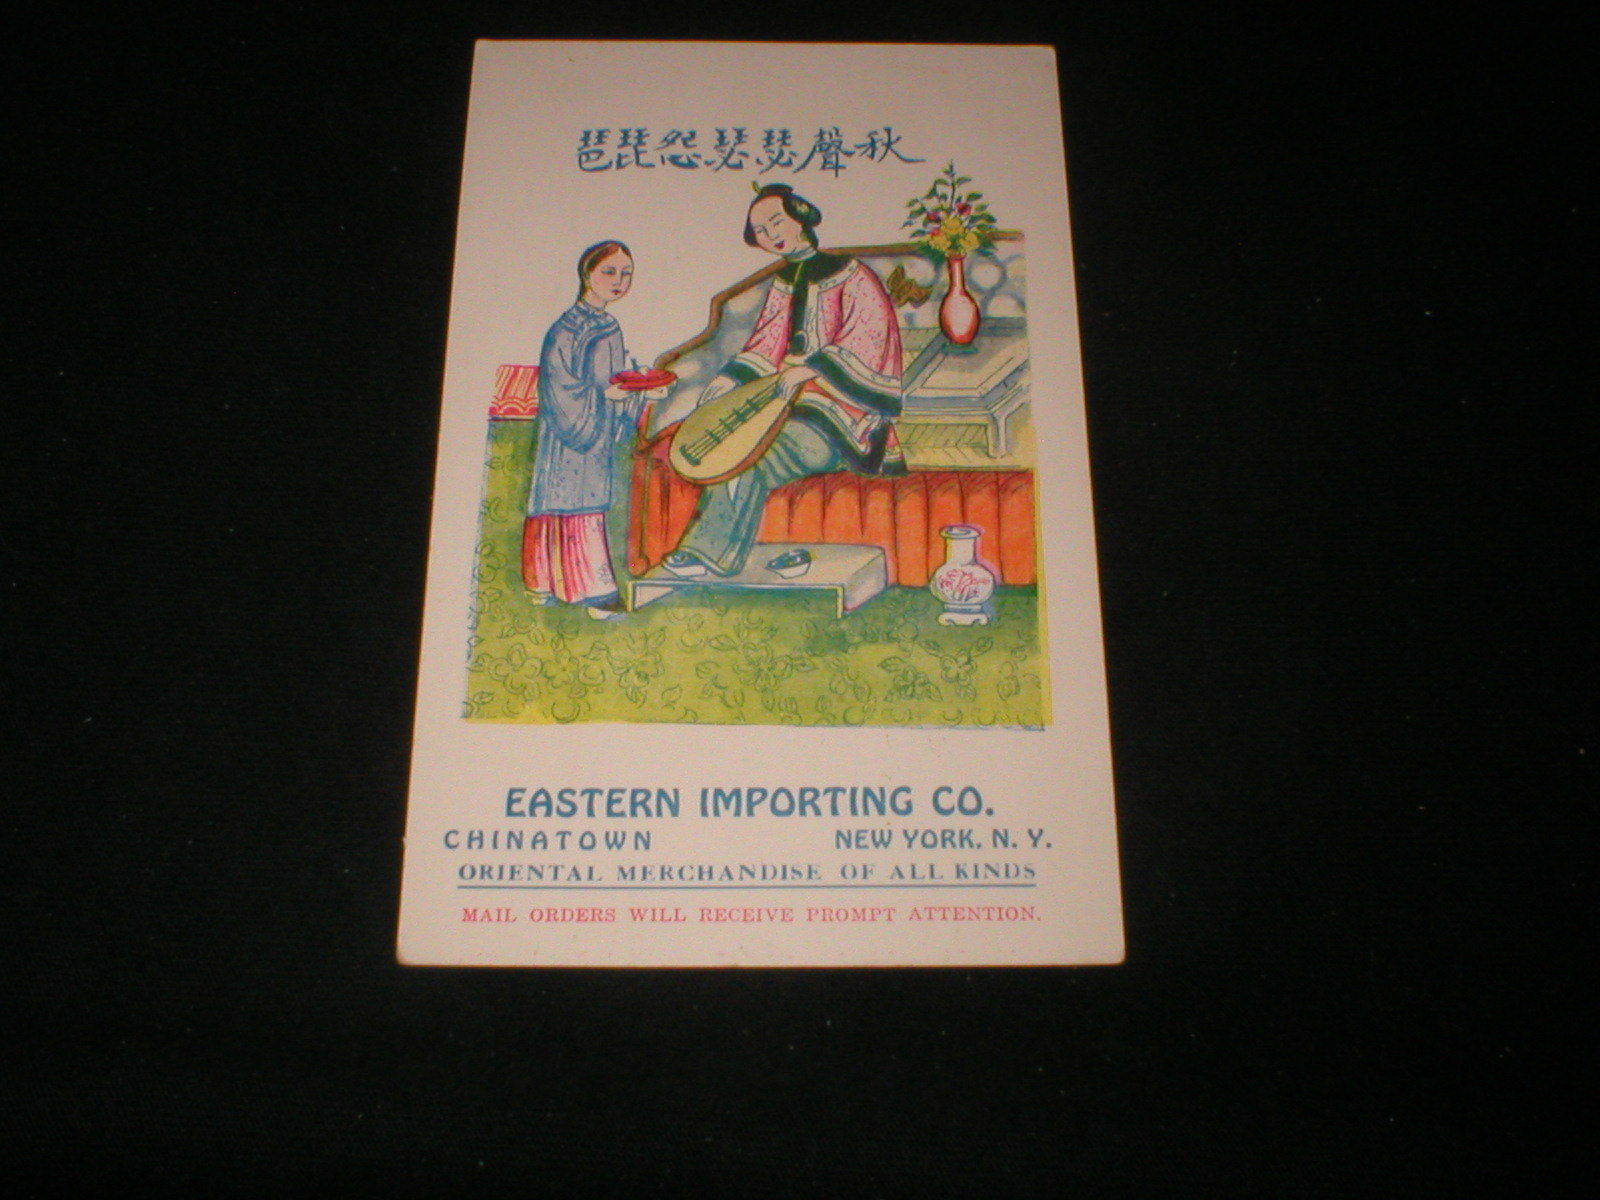 秋聲瑟瑟怨琵琶
EASTERN IMPORTING CO.
CHINATOWN NEW YORK, N. Y.
ORIENTAL MERCHANDISE OF ALL KINDS
MAIL ORDERS WILL RECEIVE PROMPT ATTENTION.